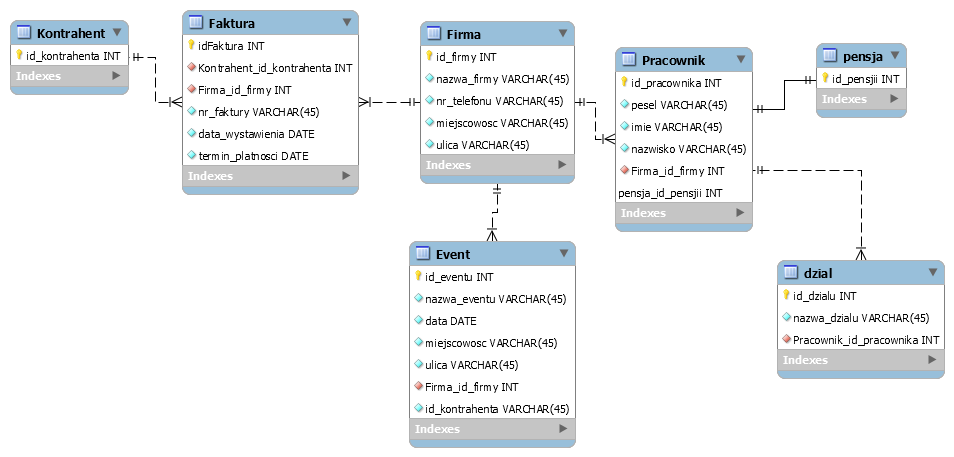 Kontrahent
id_kontrahenta INT
Indexes
Faktura
idFaktura INT
Kontrahent_id_kontrahenta INT
Firma_id_firmy INT
nr_faktury VARCHAR(45)
data_wystawienia DATE
termin_platnosci DATE
Indexes
Firma
id_firmy INT
nazwa_firmy VARCHAR(45)
nr_telefonu VARCHAR(45)
miejscowosc VARCHAR(45)
ulica VARCHAR(45)
Indexes
Pracownik
id_pracownika INT
pesel VARCHAR(45)
imie VARCHAR(45)
nazwisko VARCHAR(45)
Firma_id_firmy INT
pensja_id_pensjii INT
Indexes
pensja
id_pensjii INT
Indexes
Event
id_eventu INT
nazwa_eventu VARCHAR(45)
data DATE
miejscowosc VARCHAR(45)
ulica VARCHAR(45)
Firma_id_firmy INT
id_kontrahenta VARCHAR(45)
Indexes
dzial
id_dzialu INT
nazwa_dzialu VARCHAR(45)
Pracownik_id_pracownika INT
Indexes